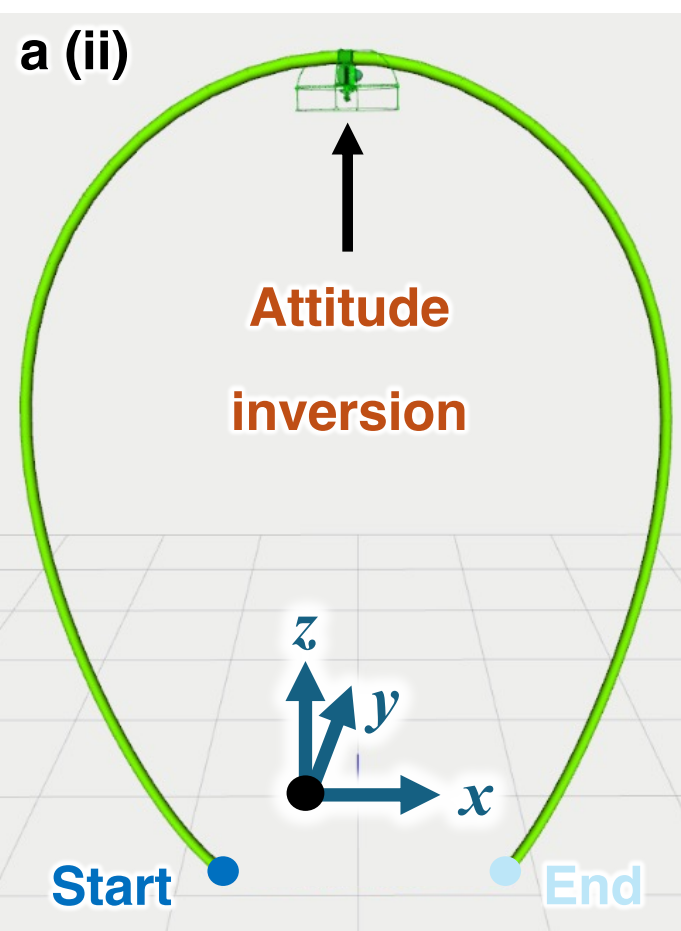 a (ii)
Attitude
inversion
z
y
x
Start
End